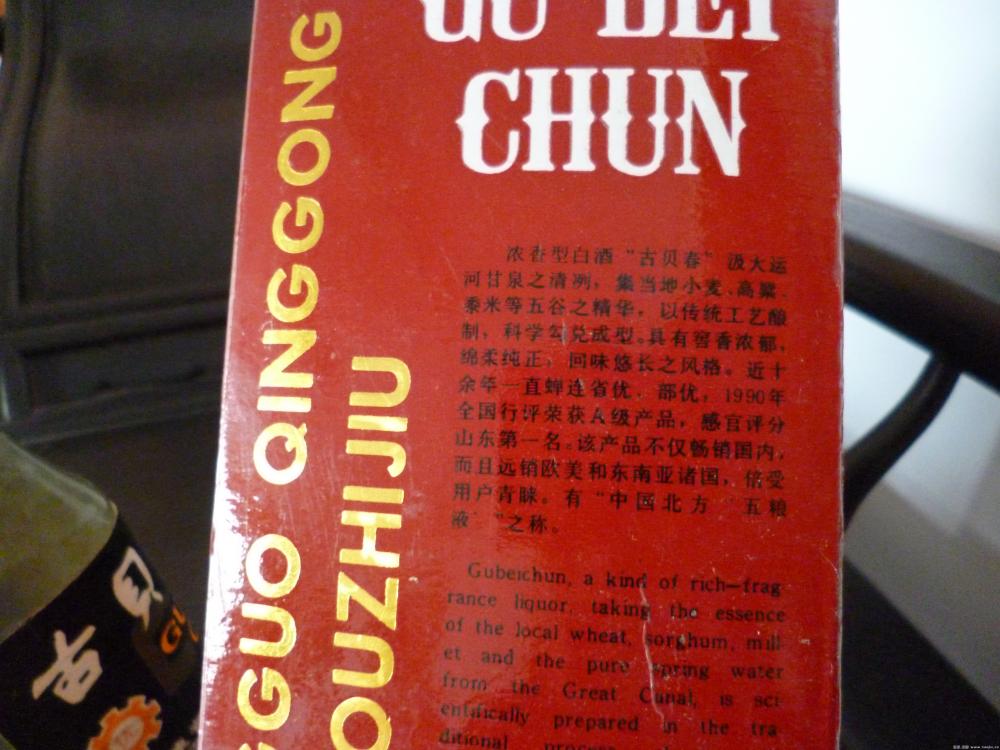 GU BEI
CHUN
GGUO QINGGONG
OUZHIJIU
浓香型白酒“古贝春”汲大运
河甘泉之清冽，集当地小麦、高粱、
黍米等五谷之精华，以传统工艺酿
制，科学勾兑成型。具有窖香浓郁，
绵柔纯正，回味悠长之风格。近十
余年一直蝉连省优、部优，1990年
全国行评荣获A级产品，感官评分
山东第一名。该产品不仅畅销国内，
而且远销欧美和东南亚诸国，倍受
用户青睐。有“中国北方‘五粮
液’”之称。
Gubeichun, a kind of rich-frag-
rance liquor, taking the essence
of the local wheat, sorghum, mill-
et and the pure spring water
from the Great Canal, is sci-
entifically prepared in the tra-
ditional
古